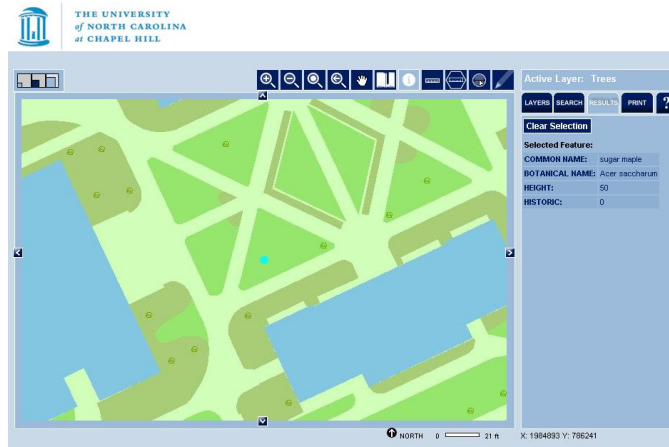 THE UNIVERSITY
of NORTH CAROLINA
at CHAPEL HILL
Active Layer: Trees
LAYERS SEARCH RESULTS PRINT ?
Clear Selection
Selected Feature:
COMMON NAME: sugar maple
BOTANICAL NAME: Acer saccharum
HEIGHT: 50
HISTORIC: 0
NORTH 0 21 ft
X: 1984893 Y: 786241